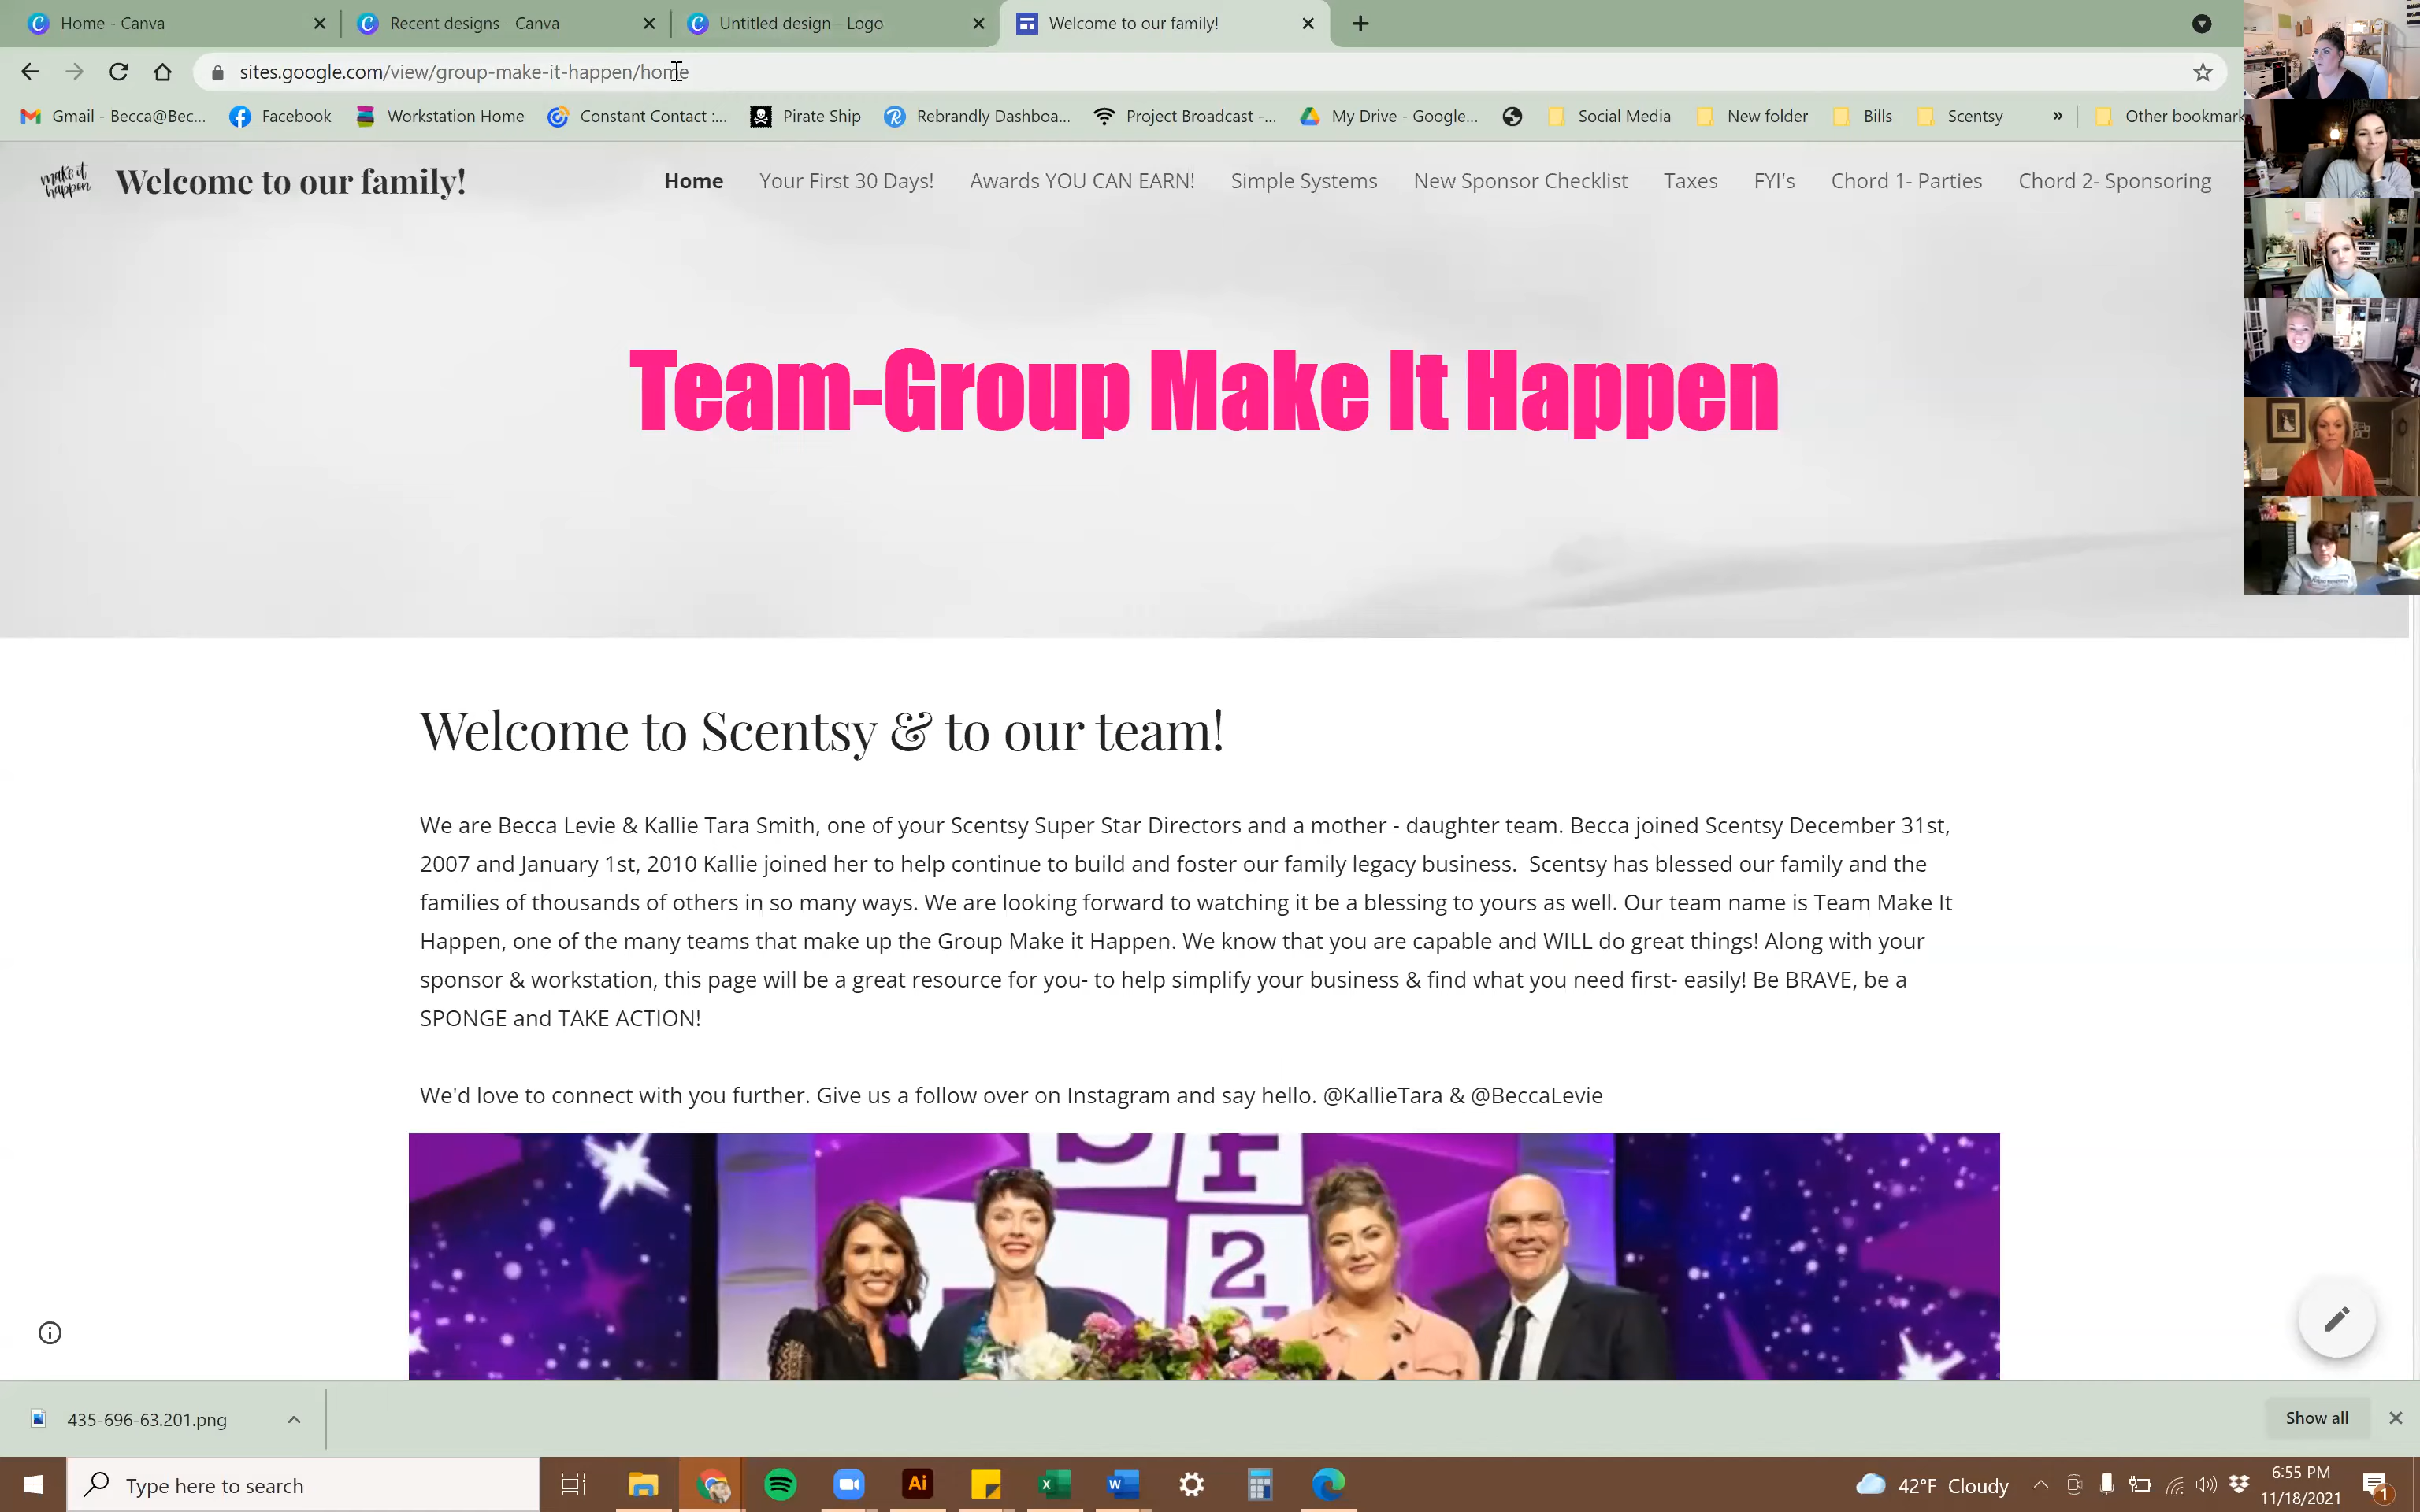 Home - Canva
Recent designs - Canva
Untitled design - Logo
Welcome to our family!
sites.google.com/view/group-make-it-happen/home
Gmail - Becca@Bec...
Facebook
Workstation Home
Constant Contact :...
Pirate Ship
Rebrandly Dashboa...
Project Broadcast -...
My Drive - Google...
Social Media
New folder
Bills
Scentsy
»
Other bookmark
make it
happen
Welcome to our family!
Home
Your First 30 Days!
Awards YOU CAN EARN!
Simple Systems
New Sponsor Checklist
Taxes
FYI's
Chord 1- Parties
Chord 2- Sponsoring
Team-Group Make It Happen
Welcome to Scentsy & to our team!
We are Becca Levie & Kallie Tara Smith, one of your Scentsy Super Star Directors and a mother - daughter team. Becca joined Scentsy December 31st,
2007 and January 1st, 2010 Kallie joined her to help continue to build and foster our family legacy business.  Scentsy has blessed our family and the
families of thousands of others in so many ways. We are looking forward to watching it be a blessing to yours as well. Our team name is Team Make It
Happen, one of the many teams that make up the Group Make it Happen. We know that you are capable and WILL do great things! Along with your
sponsor & workstation, this page will be a great resource for you- to help simplify your business & find what you need first- easily! Be BRAVE, be a
SPONGE and TAKE ACTION!
We'd love to connect with you further. Give us a follow over on Instagram and say hello. @KallieTara & @BeccaLevie
2
435-696-63.201.png
Show all
Type here to search
Ai
42°F Cloudy
6:55 PM
11/18/2021
1